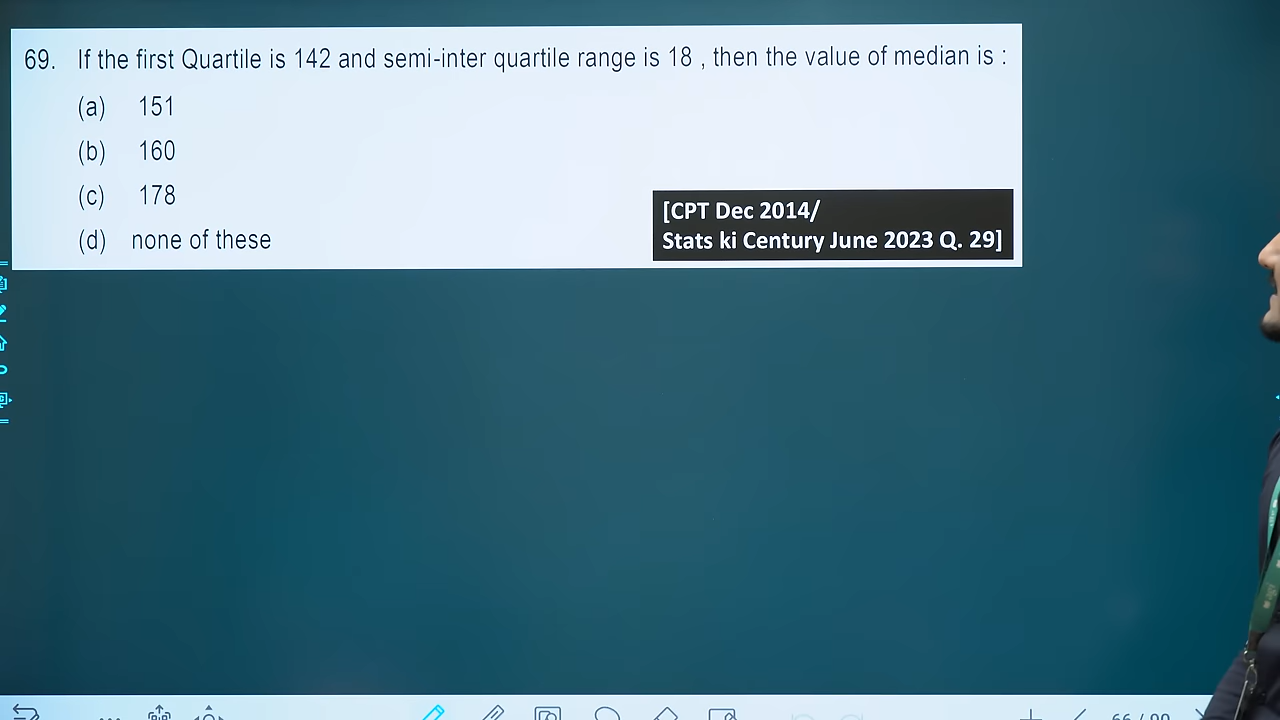 69. If the first Quartile is 142 and semi-inter quartile range is 18 , then the value of median is :
(a) 151
(b) 160
(c) 178
(d) none of these
[CPT Dec 2014/
Stats ki Century June 2023 Q. 29]